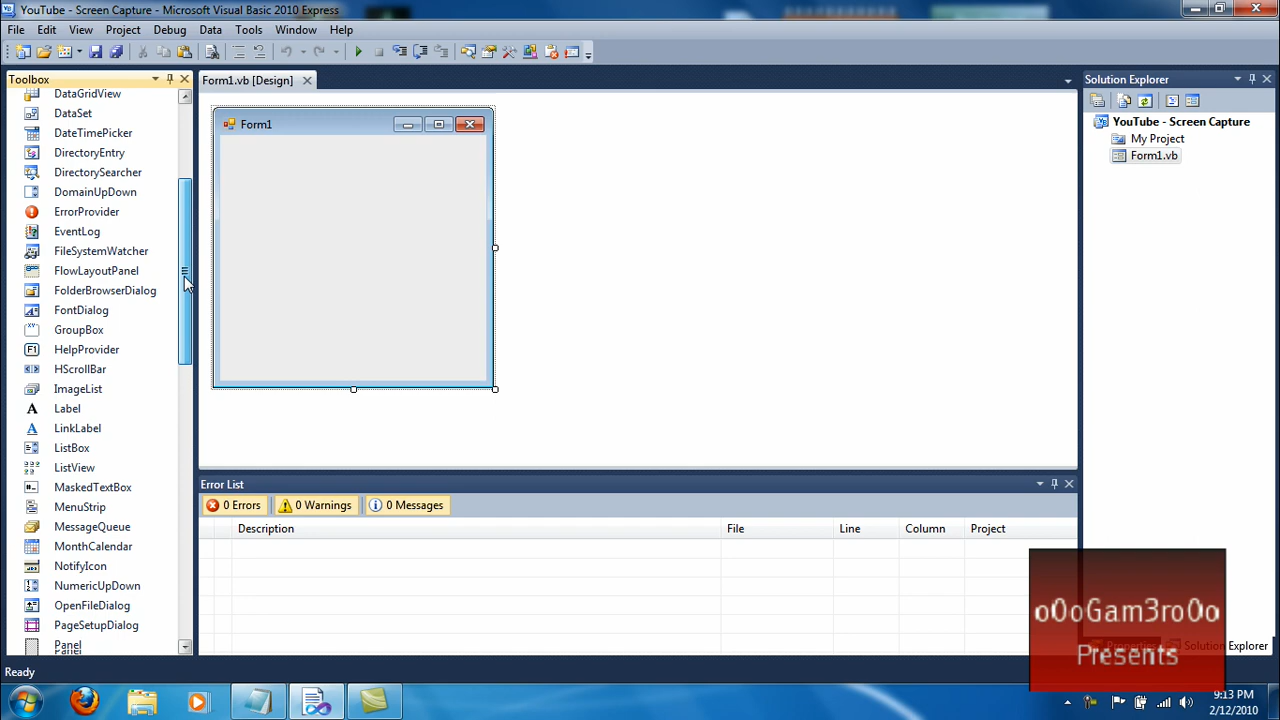 YouTube - Screen Capture - Microsoft Visual Basic 2010 Express
File Edit View Project Debug Data Tools Window Help
Toolbox
DataGridView
DataSet
DateTimePicker
DirectoryEntry
DirectorySearcher
DomainUpDown
ErrorProvider
EventLog
FileSystemWatcher
FlowLayoutPanel
FolderBrowserDialog
FontDialog
GroupBox
HelpProvider
HScrollBar
ImageList
Label
LinkLabel
ListBox
ListView
MaskedTextBox
MenuStrip
MessageQueue
MonthCalendar
NotifyIcon
NumericUpDown
OpenFileDialog
PageSetupDialog
Panel
Form1.vb [Design]
Form1
Error List
0 Errors 0 Warnings 0 Messages
Description File Line Column Project
Solution Explorer
YouTube - Screen Capture
My Project
Form1.vb
Properties Solution Explorer
o0oGam3ro0o
Presents
Ready
9:13 PM
2/12/2010